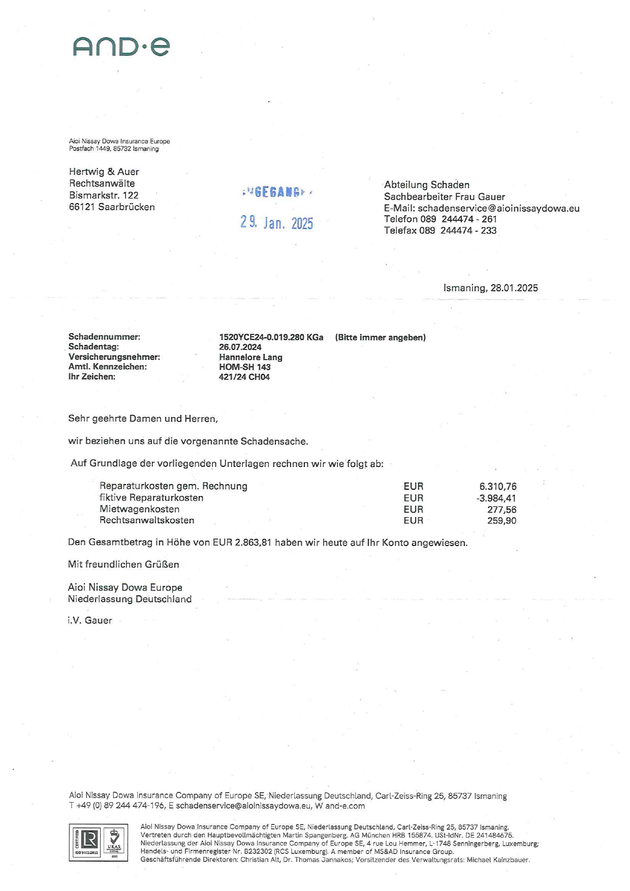 AND·e
Aioi Nissay Dowa Insurance Europe
Postfach 1449, 85732 Ismaning
Hertwig & Auer
Rechtsanwälte
Bismarkstr. 122
66121 Saarbrücken
GEGANG
29. Jan. 2025
Abteilung Schaden
Sachbearbeiter Frau Gauer
E-Mail: schadenservice@aioinissaydowa.eu
Telefon 089 244474 - 261
Telefax 089 244474 - 233
Ismaning, 28.01.2025
Schadennummer: 1520YCE24-0.019.280 KGa (Bitte immer angeben)
Schadentag: 26.07.2024
Versicherungsnehmer: Hannelore Lang
Amtl. Kennzeichen: HOM-SH 143
Ihr Zeichen: 421/24 CH04
Sehr geehrte Damen und Herren,
wir beziehen uns auf die vorgenannte Schadensache.
Auf Grundlage der vorliegenden Unterlagen rechnen wir wie folgt ab:
Reparaturkosten gem. Rechnung EUR 6.310,76
fiktive Reparaturkosten EUR -3.984,41
Mietwagenkosten EUR 277,56
Rechtsanwaltskosten EUR 259,90
Den Gesamtbetrag in Höhe von EUR 2.863,81 haben wir heute auf Ihr Konto angewiesen.
Mit freundlichen Grüßen
Aioi Nissay Dowa Europe
Niederlassung Deutschland
i.V. Gauer
Aioi Nissay Dowa Insurance Company of Europe SE, Niederlassung Deutschland, Carl-Zeiss-Ring 25, 85737 Ismaning
T +49 (0) 89 244 474-196, E schadenservice@aioinissaydowa.eu, W and-e.com
LR
UKAS
Aioi Nissay Dowa Insurance Company of Europe SE, Niederlassung Deutschland, Carl-Zeiss-Ring 25, 85737 Ismaning.
Vertreten durch den Hauptbevollmächtigten Martin Spangenberg. AG München HRB 155874. USt-IdNr. DE 241484676.
Niederlassung der Aioi Nissay Dowa Insurance Company of Europe SE, 4 rue Lou Hemmer, L-1748 Senningerberg, Luxemburg;
Handels- und Firmenregister Nr. B232302 (RCS Luxemburg). A member of MS&AD Insurance Group.
Geschäftsführende Direktoren: Christian Alt, Dr. Thomas Jannakos; Vorsitzender des Verwaltungsrats: Michael Kainzbauer.